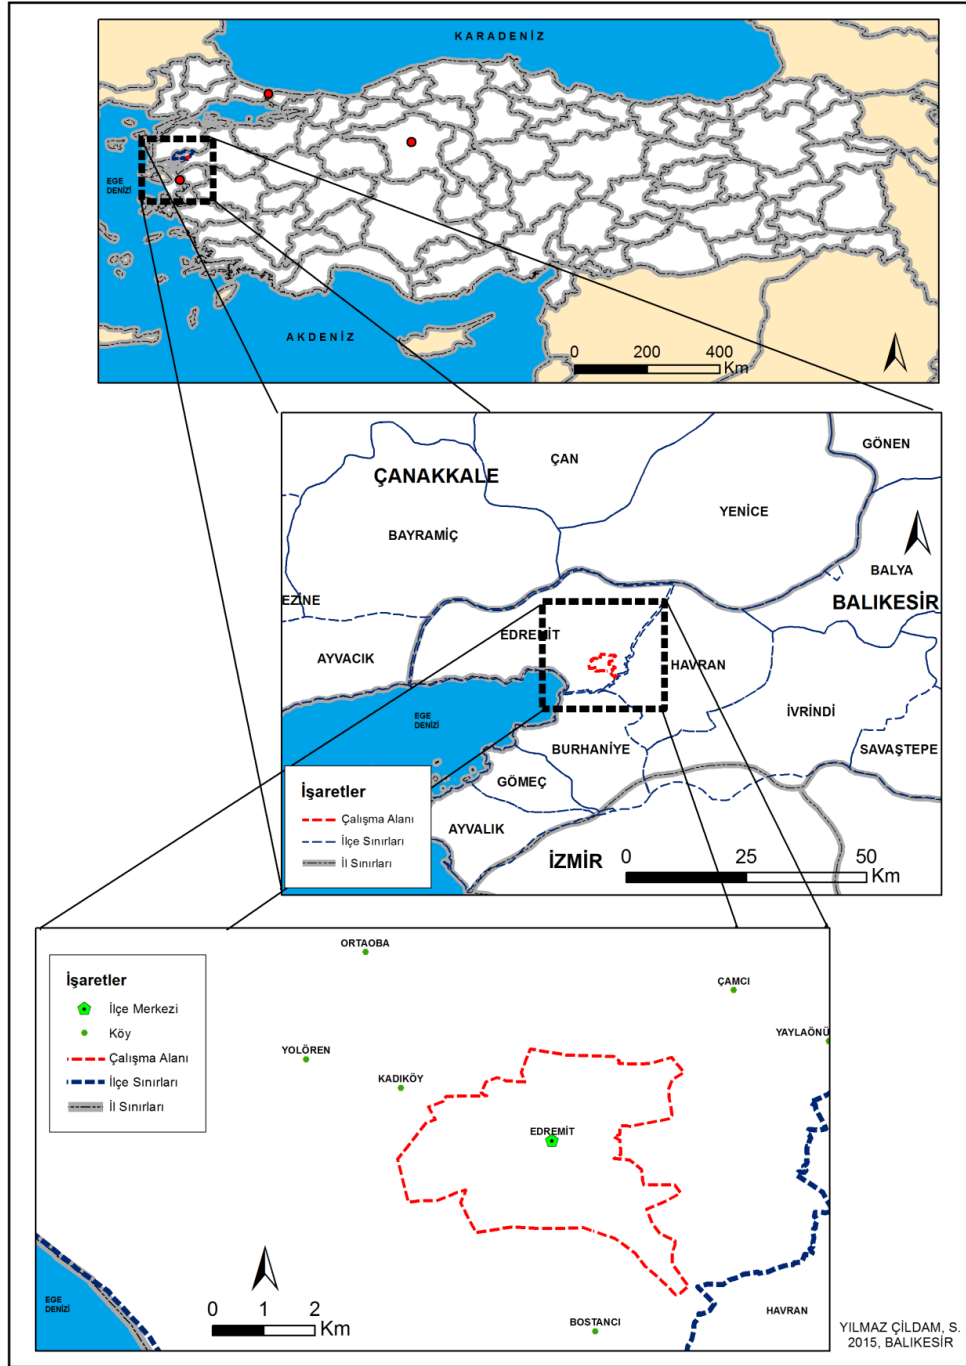 KARADENİZ
EGE
DENİZİ
AKDENİZ
0 200 400
Km
GÖNEN
ÇAN
ÇANAKKALE
YENİCE
BAYRAMIÇ
BALYA
EZİNE
BALIKESİR
EDREMİT
AYVACIK
HAVRAN
EGE
DENİZİ
İVRİNDİ
BURHANİYE
SAVAŞTEPE
GÖMEÇ
İşaretler
Çalışma Alanı
İlçe Sınırları
İl Sınırları
AYVALIK
İZMİR
0 25 50
Km
ORTAOBA
İşaretler
İlçe Merkezi
Köy
Çalışma Alanı
İlçe Sınırları
İl Sınırları
ÇAMCI
YAYLAÖNÜ
YOLÖREN
KADIKÖY
EDREMİT
EGE
DENİZİ
0 1 2
Km
BOSTANCI
HAVRAN
YILMAZ ÇİLDAM, S.
2015, BALIKESİR